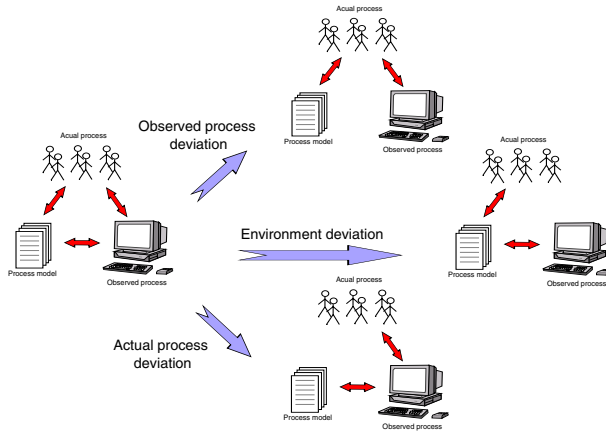 Acual process
Process model
Observed process
Observed process
deviation
Acual process
Process model
Observed process
Environment deviation
Acual process
Process model
Observed process
Actual process
deviation
Acual process
Process model
Observed process